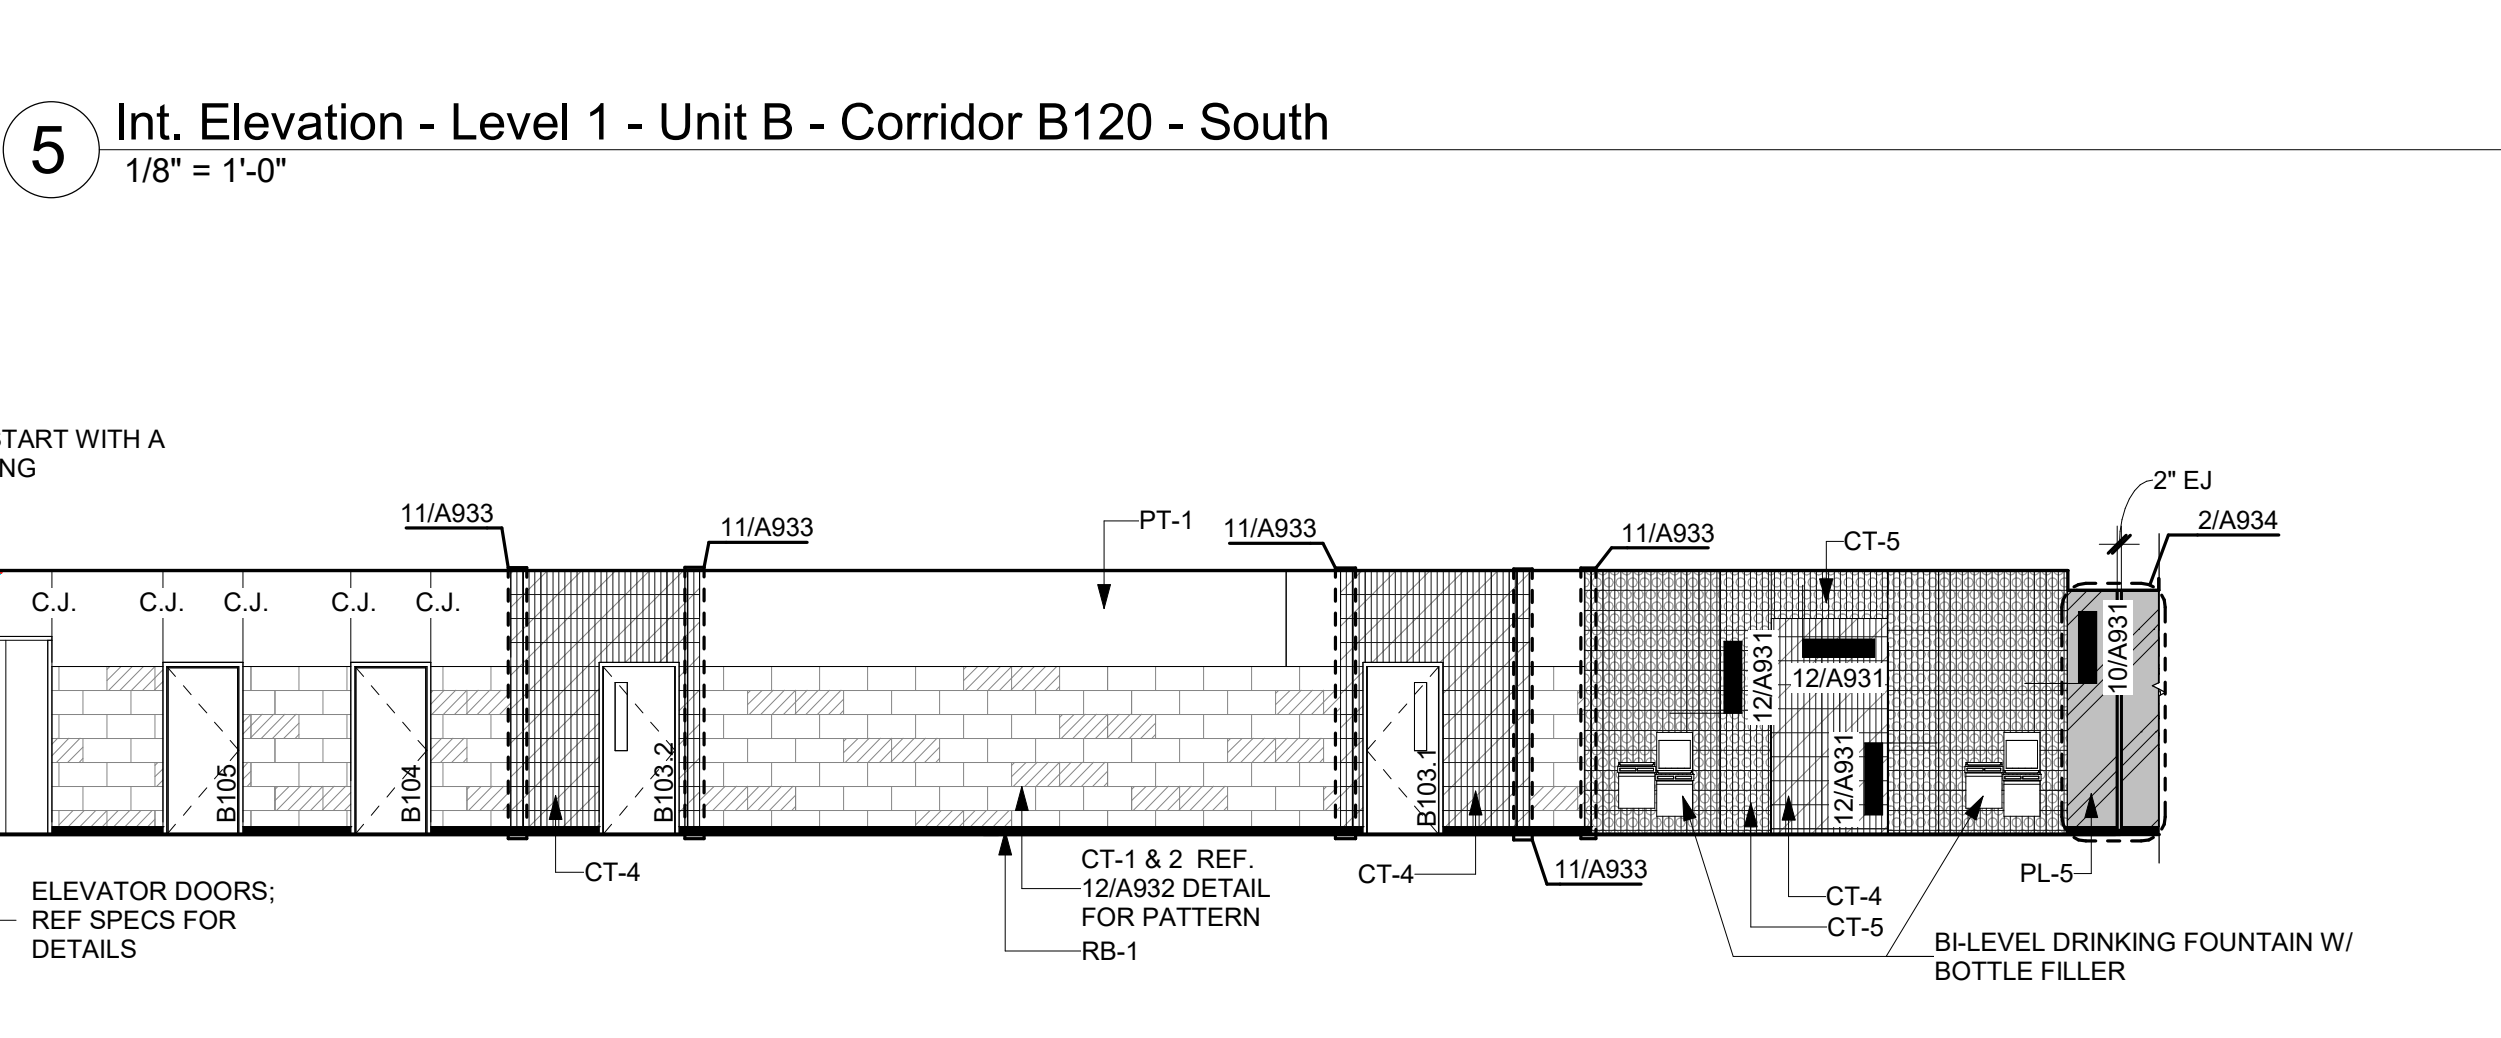 5
Int. Elevation - Level 1 - Unit B - Corridor B120 - South
1/8" = 1'-0"
START WITH A
NG
2" EJ
11/A933
11/A933
PT-1
11/A933
11/A933
CT-5
2/A934
C.J.
C.J.
C.J.
C.J.
C.J.
12/A931
12/A931
12/A931
10/A931
B105
B104
B103.2
B103.1
CT-4
CT-1 & 2 REF.
12/A932 DETAIL
FOR PATTERN
RB-1
CT-4
11/A933
PL-5
CT-4
CT-5
ELEVATOR DOORS;
REF SPECS FOR
DETAILS
BI-LEVEL DRINKING FOUNTAIN W/
BOTTLE FILLER